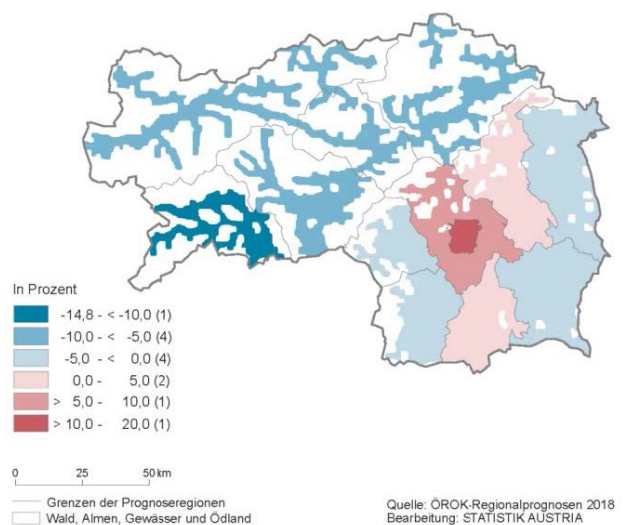 In Prozent
-14,8 - < -10,0 (1)
-10,0 - < -5,0 (4)
-5,0 - < 0,0 (4)
0,0 - 5,0 (2)
> 5,0 - 10,0 (1)
> 10,0 - 20,0 (1)
0 25 50 km
Grenzen der Prognoseregionen
Wald, Almen, Gewässer und Ödland
Quelle: ÖROK-Regionalprognosen 2018
Bearbeitung: STATISTIK AUSTRIA